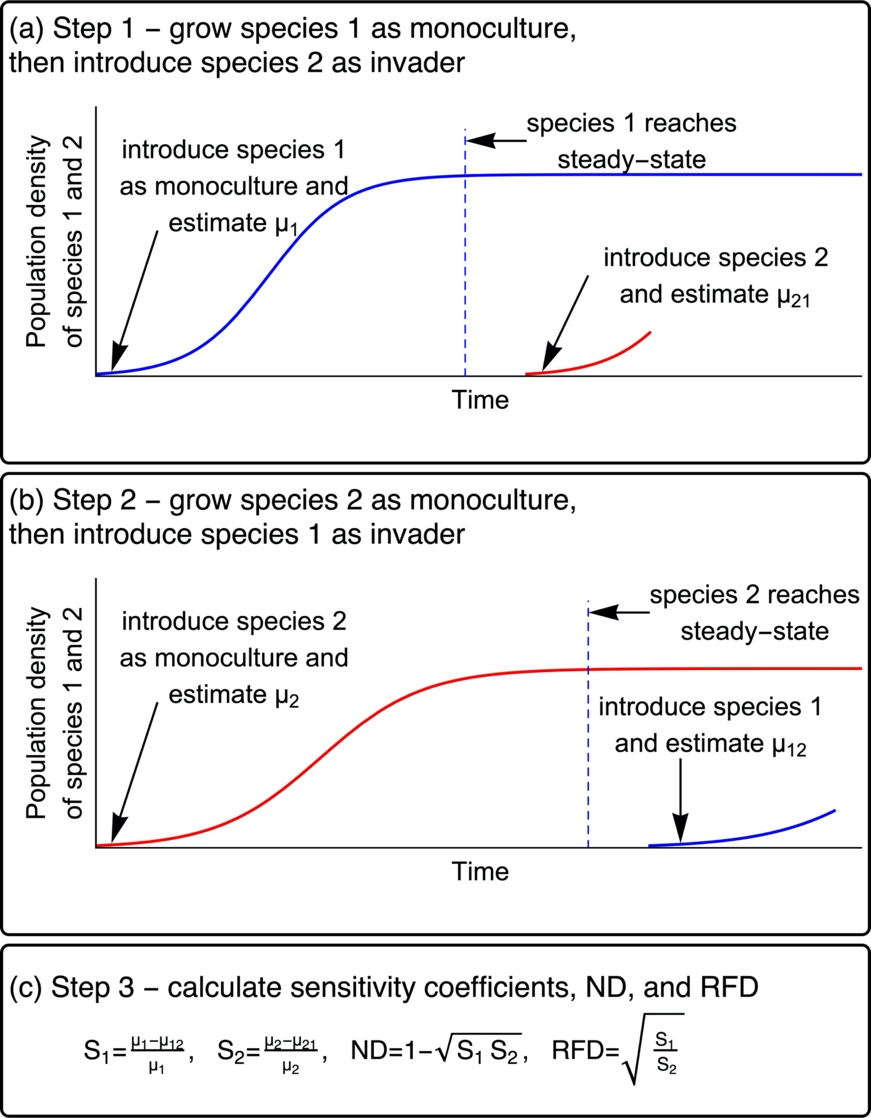 (a) Step 1 – grow species 1 as monoculture,
then introduce species 2 as invader
Population density
of species 1 and 2
introduce species 1
as monoculture and
estimate μ₁
species 1 reaches
steady–state
introduce species 2
and estimate μ₂₁
Time
(b) Step 2 – grow species 2 as monoculture,
then introduce species 1 as invader
Population density
of species 1 and 2
introduce species 2
as monoculture and
estimate μ₂
species 2 reaches
steady–state
introduce species 1
and estimate μ₁₂
Time
(c) Step 3 – calculate sensitivity coefficients, ND, and RFD
S₁=(μ₁–μ₁₂)/μ₁, S₂=(μ₂–μ₂₁)/μ₂, ND=1–√(S₁ S₂), RFD=√(S₁/S₂)